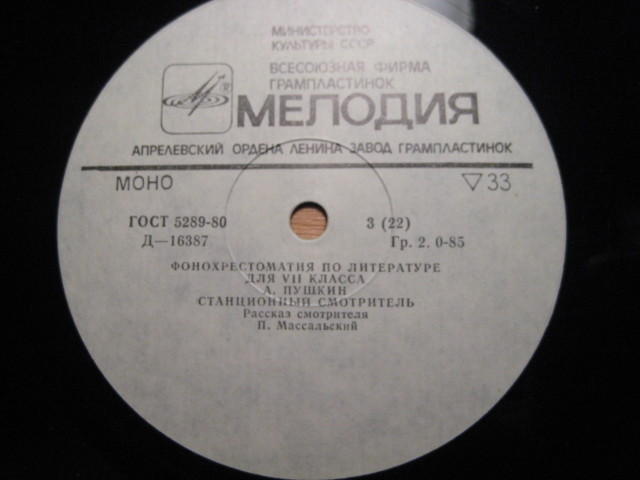 МИНИСТЕРСТВО
КУЛЬТУРЫ СССР
ВСЕСОЮЗНАЯ ФИРМА
ГРАМПЛАСТИНОК
МЕЛОДИЯ
АПРЕЛЕВСКИЙ ОРДЕНА ЛЕНИНА ЗАВОД ГРАМПЛАСТИНОК
МОНО ▽33
ГОСТ 5289-80 3 (22)
Д—16387 Гр. 2. 0-85
ФОНОХРЕСТОМАТИЯ ПО ЛИТЕРАТУРЕ
ДЛЯ VII КЛАССА
А. ПУШКИН
СТАНЦИОННЫЙ СМОТРИТЕЛЬ
Рассказ смотрителя
П. Массальский